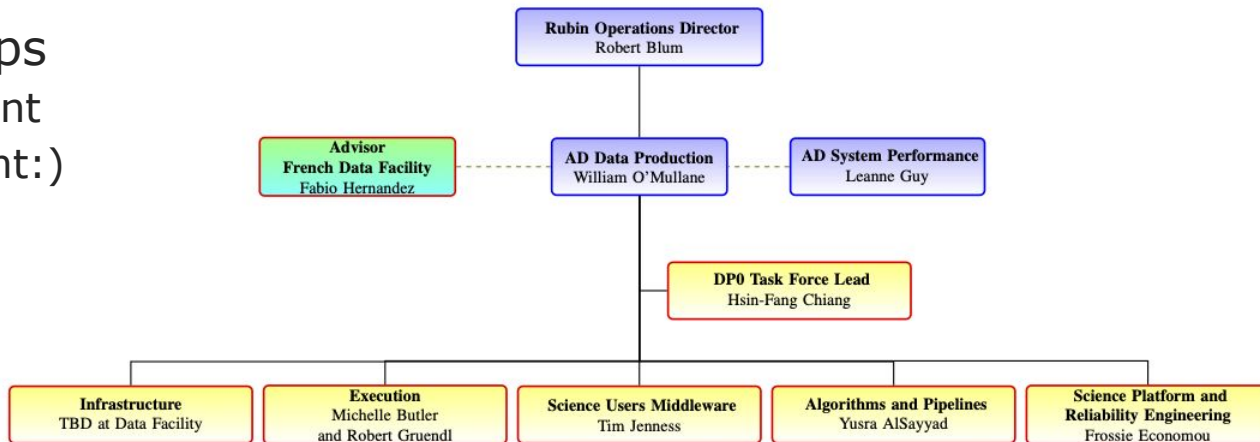 ps
nt
nt:)
Rubin Operations Director
Robert Blum
Advisor
French Data Facility
Fabio Hernandez
AD Data Production
William O'Mullane
AD System Performance
Leanne Guy
DP0 Task Force Lead
Hsin-Fang Chiang
Infrastructure
TBD at Data Facility
Execution
Michelle Butler
and Robert Gruendl
Science Users Middleware
Tim Jenness
Algorithms and Pipelines
Yusra AlSayyad
Science Platform and
Reliability Engineering
Frossie Economou